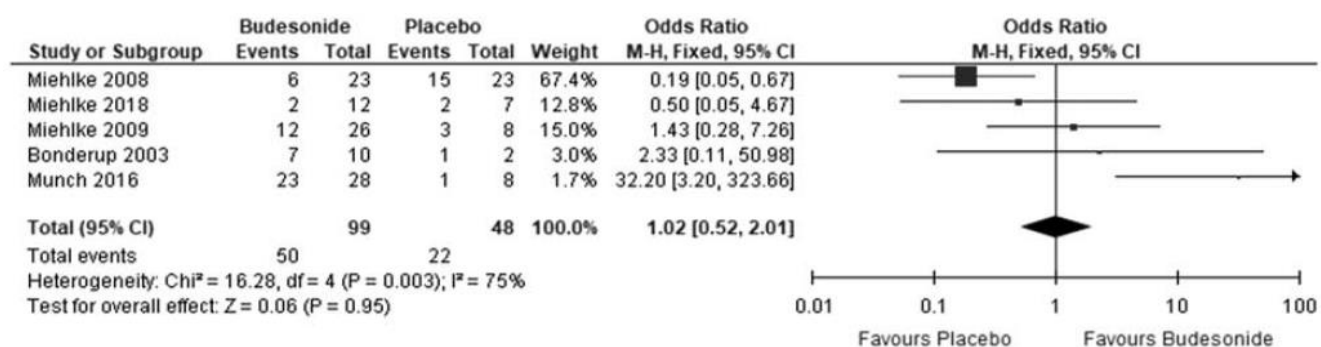 Budesonide Placebo Odds Ratio Odds Ratio
Study or Subgroup Events Total Events Total Weight M-H, Fixed, 95% CI M-H, Fixed, 95% CI
Miehlke 2008 6 23 15 23 67.4% 0.19 [0.05, 0.67]
Miehlke 2018 2 12 2 7 12.8% 0.50 [0.05, 4.67]
Miehlke 2009 12 26 3 8 15.0% 1.43 [0.28, 7.26]
Bonderup 2003 7 10 1 2 3.0% 2.33 [0.11, 50.98]
Munch 2016 23 28 1 8 1.7% 32.20 [3.20, 323.66]
Total (95% CI) 99 48 100.0% 1.02 [0.52, 2.01]
Total events 50 22
Heterogeneity: Chi² = 16.28, df = 4 (P = 0.003); I² = 75%
Test for overall effect: Z = 0.06 (P = 0.95)
0.01 0.1 1 10 100
Favours Placebo Favours Budesonide